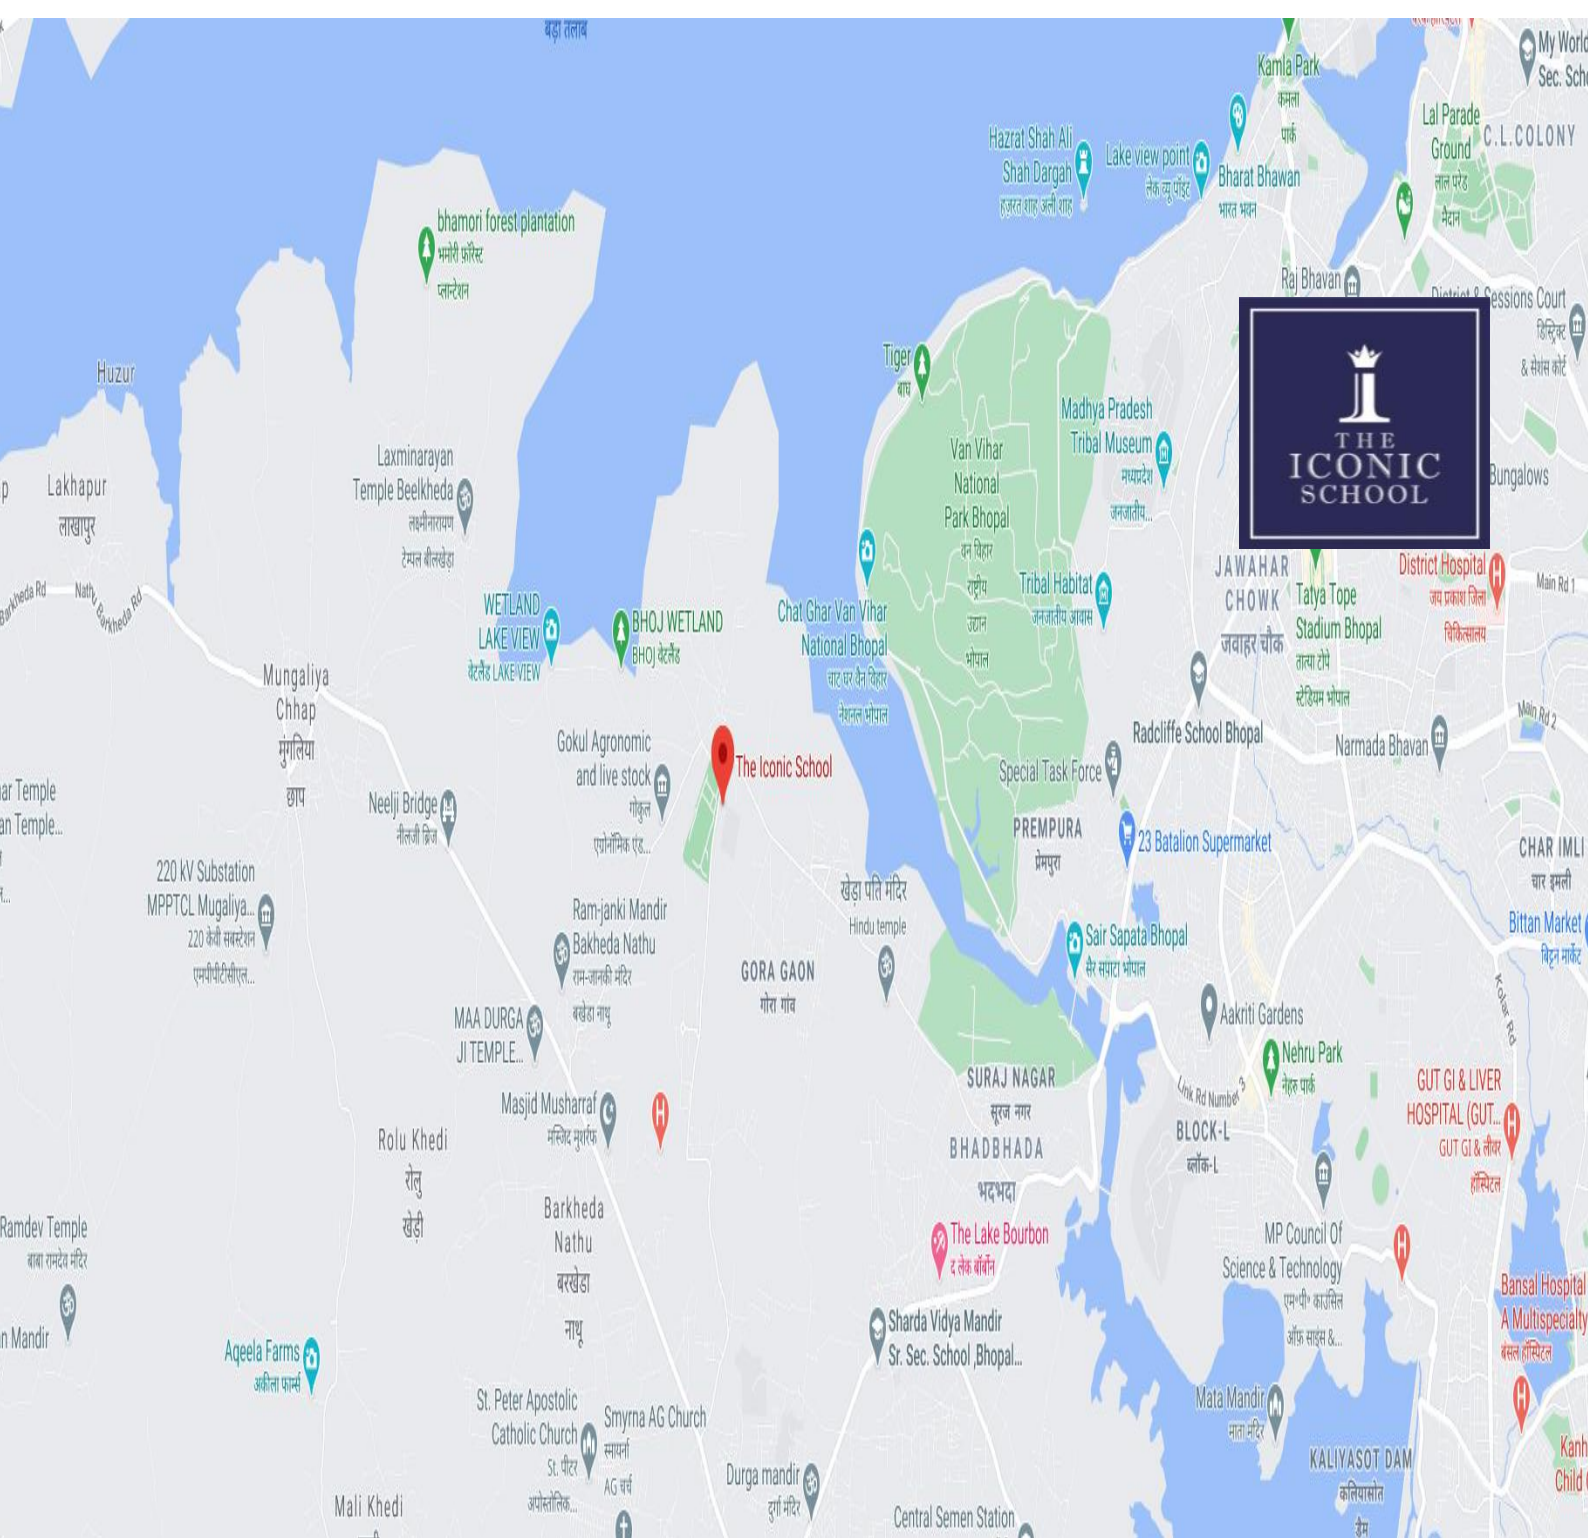 बड़ा तालाब
My World
Sec. Scho
Kamla Park
कमला
पार्क
Lal Parade
Ground
लाल परेड
मैदान
C.L.COLONY
Hazrat Shah Ali
Shah Dargah
हज़रत शाह अली शाह
Lake view point
लेक व्यू पॉइंट
Bharat Bhawan
भारत भवन
bhamori forest plantation
भमोरी फ़ॉरेस्ट
प्लान्टेशन
Raj Bhavan
District & Sessions Court
डिस्ट्रिक्ट
& सेशंस कोर्ट
Huzur
Tiger
बाघ
THE
ICONIC
SCHOOL
Madhya Pradesh
Tribal Museum
मध्यप्रदेश
जनजातीय...
Van Vihar
National
Park Bhopal
वन विहार
राष्ट्रीय
उद्यान
भोपाल
Laxminarayan
Temple Beelkheda
लक्ष्मीनारायण
टेम्पल बीलखेड़ा
Lakhapur
लाखापुर
Bungalows
Barkheda Rd
Nathu Barkheda Rd
JAWAHAR
CHOWK
जवाहर चौक
District Hospital
जय प्रकाश जिला
चिकित्सालय
Main Rd 1
Tatya Tope
Stadium Bhopal
तात्या टोपे
स्टेडियम भोपाल
Tribal Habitat
जनजातीय आवास
WETLAND
LAKE VIEW
वेटलैंड LAKE VIEW
BHOJ WETLAND
BHOJ वेटलैंड
Chat Ghar Van Vihar
National Bhopal
चाट घर वैन विहार
नेशनल भोपाल
Mungaliya
Chhap
मुंगलिया
छाप
Radcliffe School Bhopal
Narmada Bhavan
Main Rd 2
Gokul Agronomic
and live stock
गोकुल
एग्रोनॉमिक एंड...
The Iconic School
Special Task Force
ar Temple
an Temple...
Neelji Bridge
नीलजी ब्रिज
PREMPURA
प्रेमपुरा
23 Batalion Supermarket
CHAR IMLI
चार इमली
220 kV Substation
MPPTCL Mugaliya...
220 केवी सबस्टेशन
एमपीपीटीसीएल...
खेड़ा पति मंदिर
Hindu temple
Ram-janki Mandir
Bakheda Nathu
राम-जानकी मंदिर
बखेडा नाथू
Bittan Market
बिट्टन मार्केट
Sair Sapata Bhopal
सैर सपाटा भोपाल
GORA GAON
गोरा गांव
Kolar Rd
MAA DURGA
JI TEMPLE...
Aakriti Gardens
Nehru Park
नेहरु पार्क
Link Rd Number 3
SURAJ NAGAR
सूरज नगर
GUT GI & LIVER
HOSPITAL (GUT...
GUT GI & लीवर
हॉस्पिटल
Masjid Musharraf
मस्जिद मुशर्रफ
BHADBHADA
भदभदा
BLOCK-L
ब्लॉक-L
Rolu Khedi
रोलू
खेड़ी
Barkheda
Nathu
बरखेडा
नाथू
Ramdev Temple
बाबा रामदेव मंदिर
The Lake Bourbon
द लेक बॉर्बोन
MP Council Of
Science & Technology
एम॰पी॰ काउंसिल
ऑफ़ साइंस &...
Bansal Hospital
A Multispecialty
बंसल हॉस्पिटल
n Mandir
Aqeela Farms
अकीला फार्म्स
Sharda Vidya Mandir
Sr. Sec. School ,Bhopal...
St. Peter Apostolic
Catholic Church
St. पीटर
अपोस्तोलिक...
Smyrna AG Church
स्मायर्ना
AG चर्च
Mata Mandir
माता मंदिर
KALIYASOT DAM
कलियासोत
डैम
Kanh
Child
Durga mandir
दुर्गा मंदिर
Mali Khedi
Central Semen Station